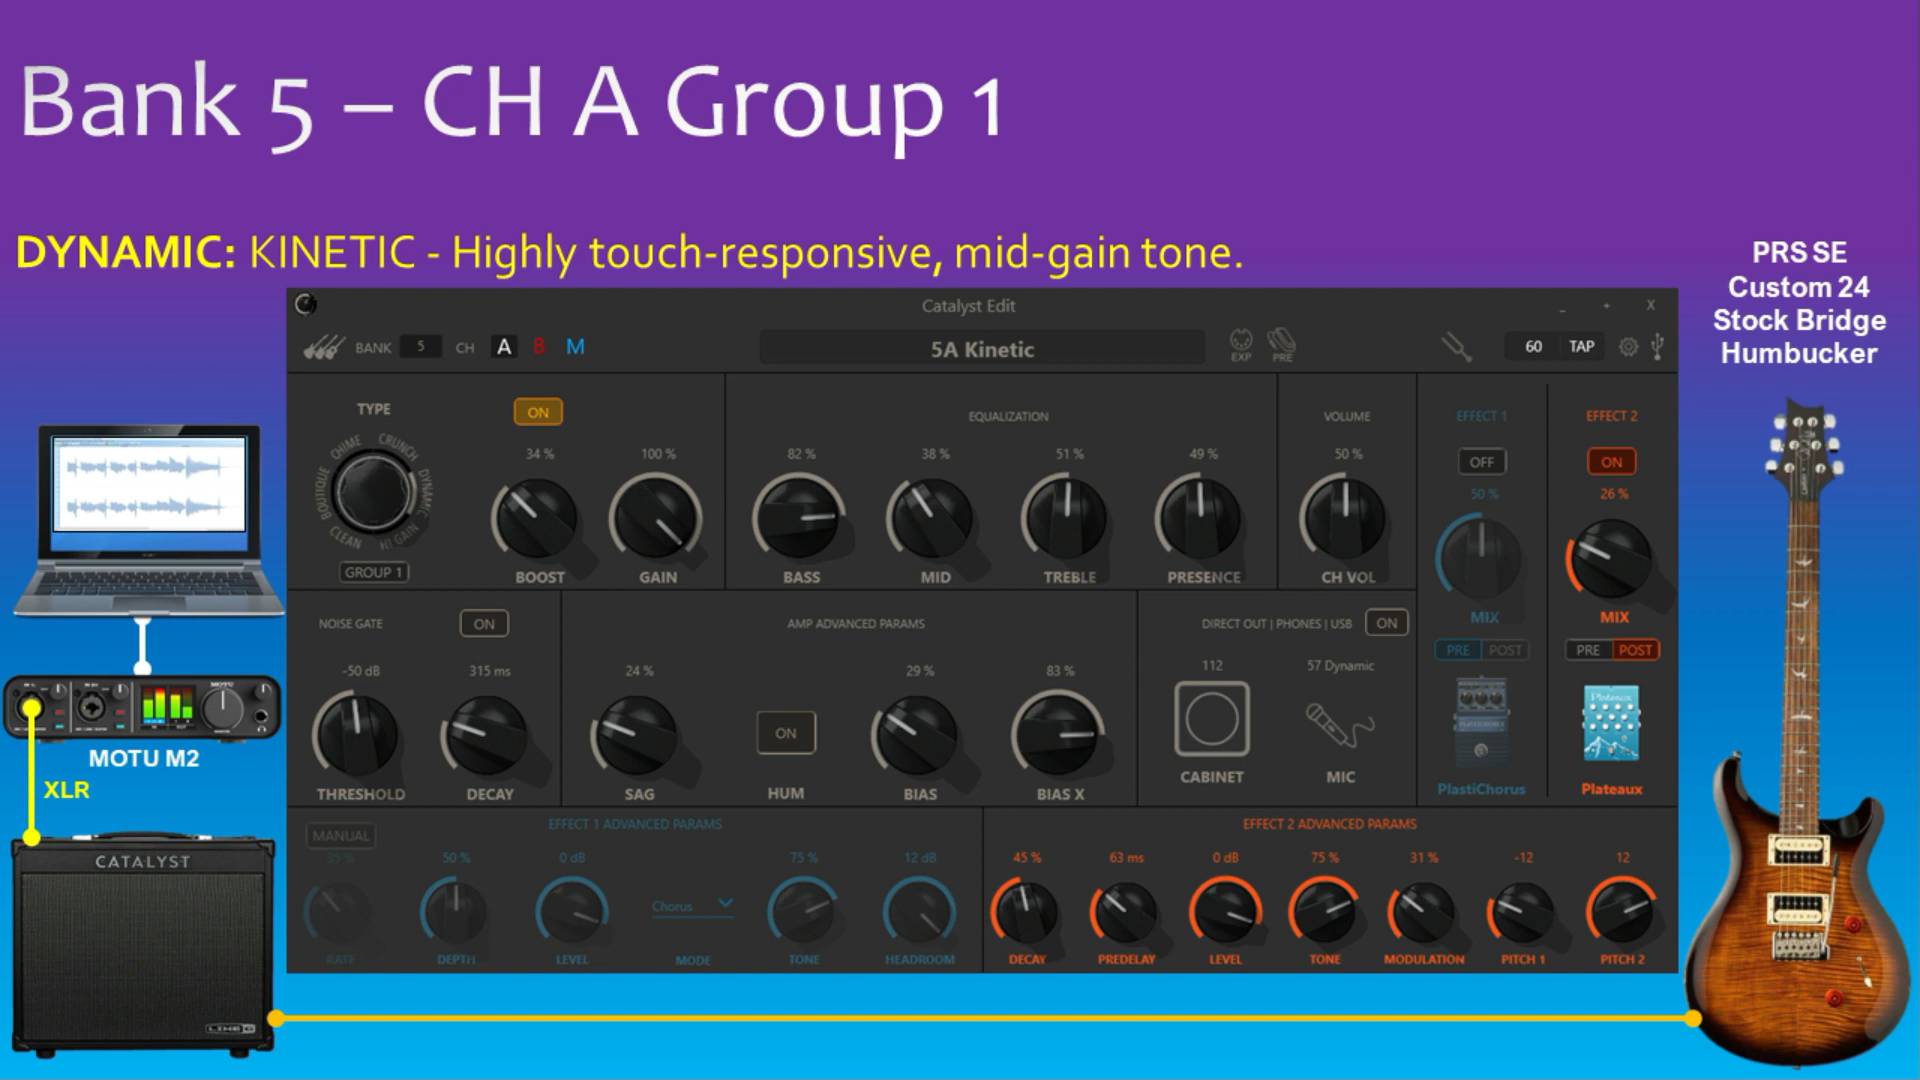 Bank 5 – CH A Group 1
DYNAMIC: KINETIC - Highly touch-responsive, mid-gain tone.
PRS SE
Custom 24
Stock Bridge
Humbucker
Catalyst Edit
BANK 5 CH A B M
5A Kinetic
EXP PRE
60 TAP
TYPE
BOUTIQUE CHIME CRUNCH DYNAMIC HI GAIN CLEAN
GROUP 1
ON
34 % 100 %
BOOST GAIN
EQUALIZATION
82 % 38 % 51 % 49 %
BASS MID TREBLE PRESENCE
VOLUME
50 %
CH VOL
EFFECT 1
OFF
50 %
MIX
PRE POST
PlastiChorus
EFFECT 2
ON
26 %
MIX
PRE POST
Plateaux
Plateaux
NOISE GATE ON
-50 dB 315 ms
THRESHOLD DECAY
AMP ADVANCED PARAMS
24 % 29 % 83 %
ON
SAG HUM BIAS BIAS X
DIRECT OUT | PHONES | USB ON
112 57 Dynamic
CABINET MIC
EFFECT 1 ADVANCED PARAMS
MANUAL
35 % 50 % 0 dB 75 % 12 dB
Chorus
RATE DEPTH LEVEL MODE TONE HEADROOM
EFFECT 2 ADVANCED PARAMS
45 % 63 ms 0 dB 75 % 31 % -12 12
DECAY PREDELAY LEVEL TONE MODULATION PITCH 1 PITCH 2
MOTU
MOTU M2
XLR
CATALYST
LINE 6